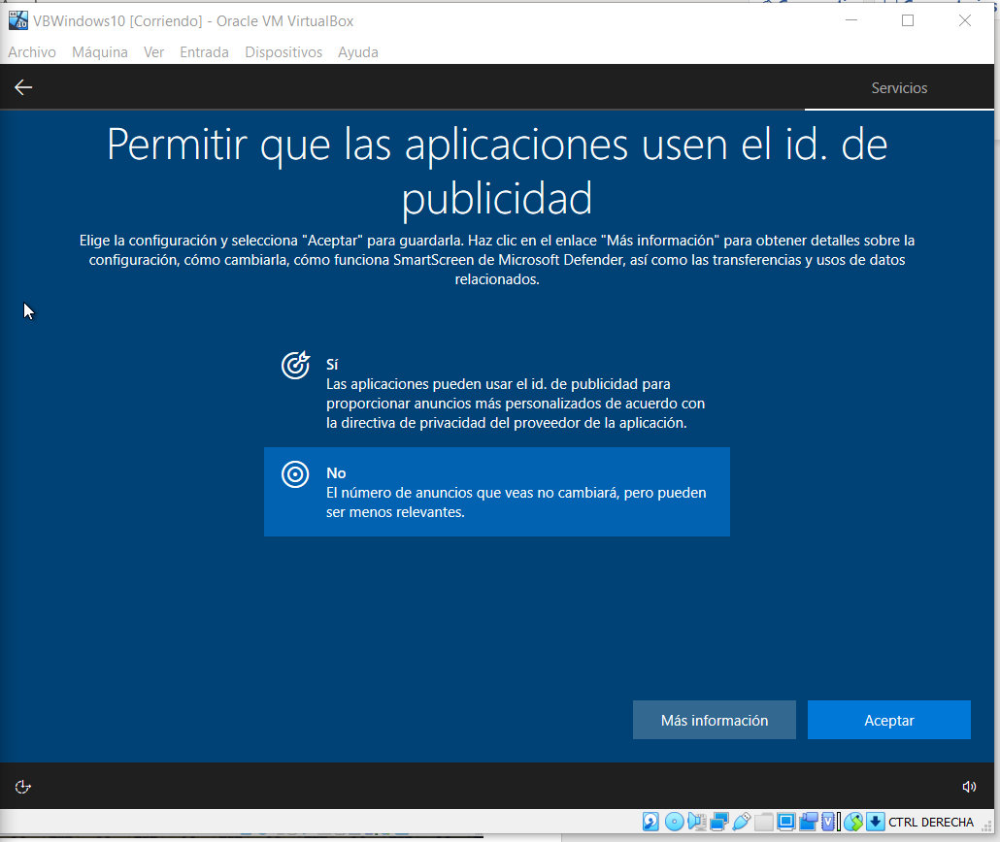 VBWindows10 [Corriendo] - Oracle VM VirtualBox
Archivo Máquina Ver Entrada Dispositivos Ayuda
Servicios
Permitir que las aplicaciones usen el id. de
publicidad
Elige la configuración y selecciona "Aceptar" para guardarla. Haz clic en el enlace "Más información" para obtener detalles sobre la
configuración, cómo cambiarla, cómo funciona SmartScreen de Microsoft Defender, así como las transferencias y usos de datos
relacionados.
Sí
Las aplicaciones pueden usar el id. de publicidad para
proporcionar anuncios más personalizados de acuerdo con
la directiva de privacidad del proveedor de la aplicación.
No
El número de anuncios que veas no cambiará, pero pueden
ser menos relevantes.
Más información
Aceptar
CTRL DERECHA